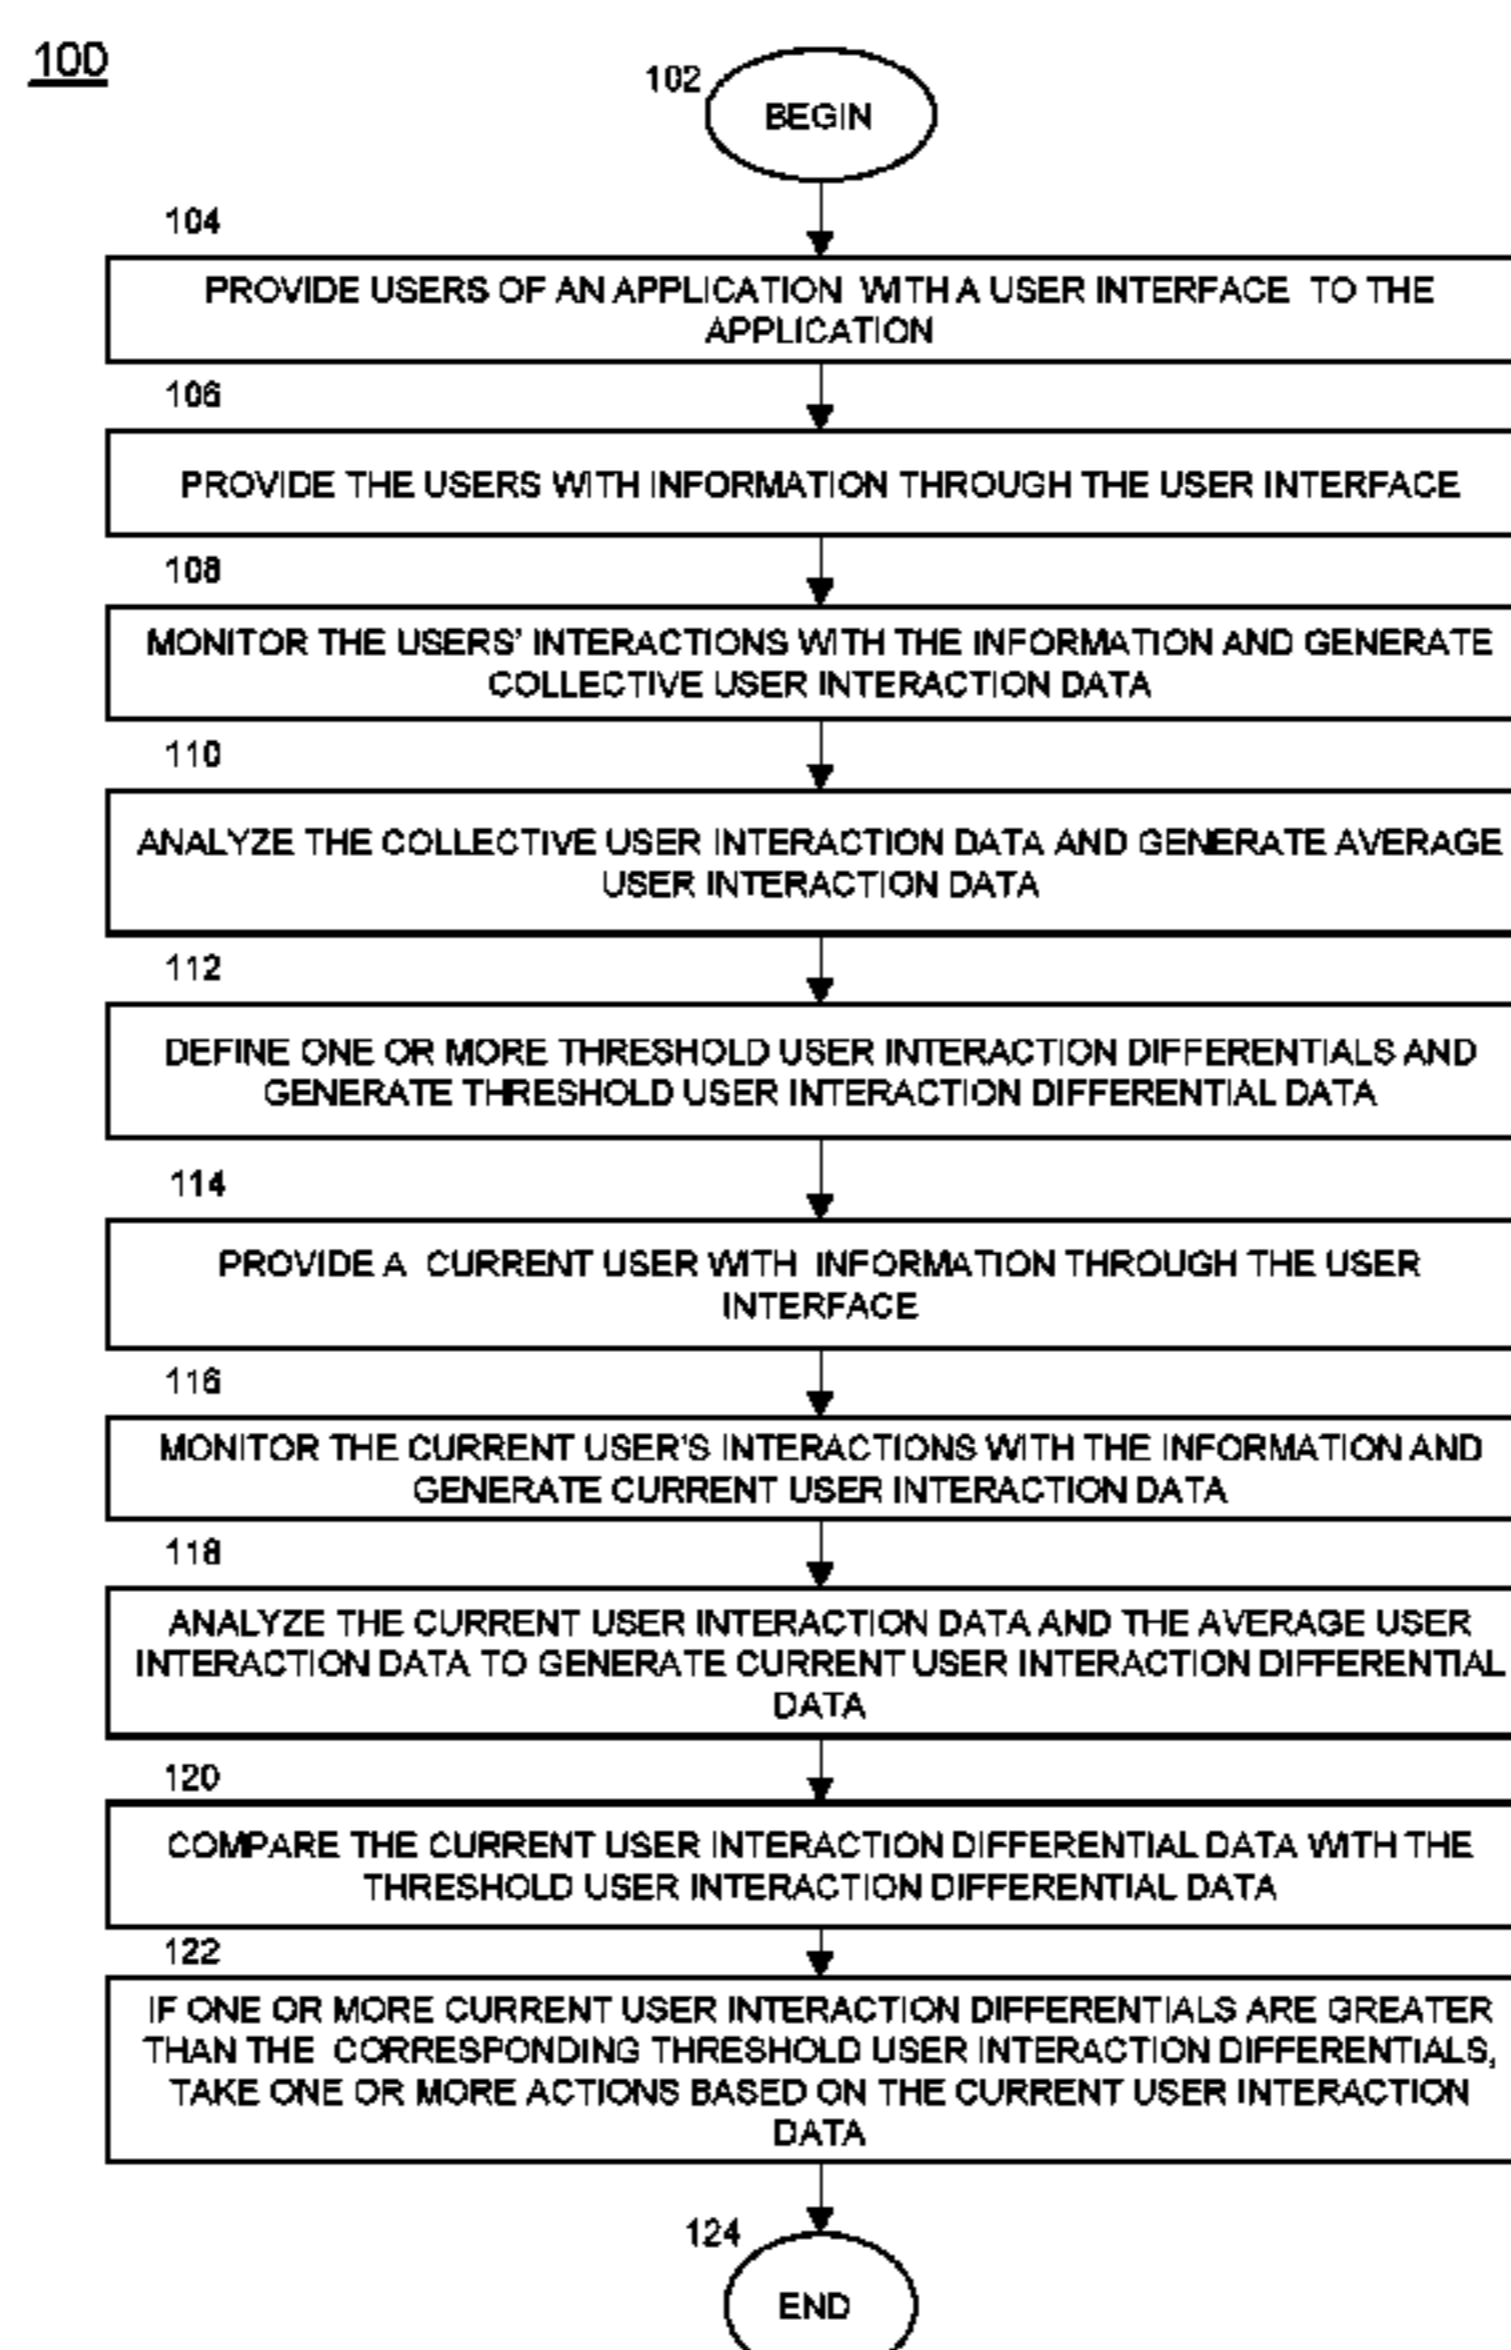 100
102
BEGIN
104
PROVIDE USERS OF AN APPLICATION WITH A USER INTERFACE TO THE
APPLICATION
106
PROVIDE THE USERS WITH INFORMATION THROUGH THE USER INTERFACE
108
MONITOR THE USERS' INTERACTIONS WITH THE INFORMATION AND GENERATE
COLLECTIVE USER INTERACTION DATA
110
ANALYZE THE COLLECTIVE USER INTERACTION DATA AND GENERATE AVERAGE
USER INTERACTION DATA
112
DEFINE ONE OR MORE THRESHOLD USER INTERACTION DIFFERENTIALS AND
GENERATE THRESHOLD USER INTERACTION DIFFERENTIAL DATA
114
PROVIDE A CURRENT USER WITH INFORMATION THROUGH THE USER
INTERFACE
116
MONITOR THE CURRENT USER'S INTERACTIONS WITH THE INFORMATION AND
GENERATE CURRENT USER INTERACTION DATA
118
ANALYZE THE CURRENT USER INTERACTION DATA AND THE AVERAGE USER
INTERACTION DATA TO GENERATE CURRENT USER INTERACTION DIFFERENTIAL
DATA
120
COMPARE THE CURRENT USER INTERACTION DIFFERENTIAL DATA WITH THE
THRESHOLD USER INTERACTION DIFFERENTIAL DATA
122
IF ONE OR MORE CURRENT USER INTERACTION DIFFERENTIALS ARE GREATER
THAN THE CORRESPONDING THRESHOLD USER INTERACTION DIFFERENTIALS,
TAKE ONE OR MORE ACTIONS BASED ON THE CURRENT USER INTERACTION
DATA
124
END